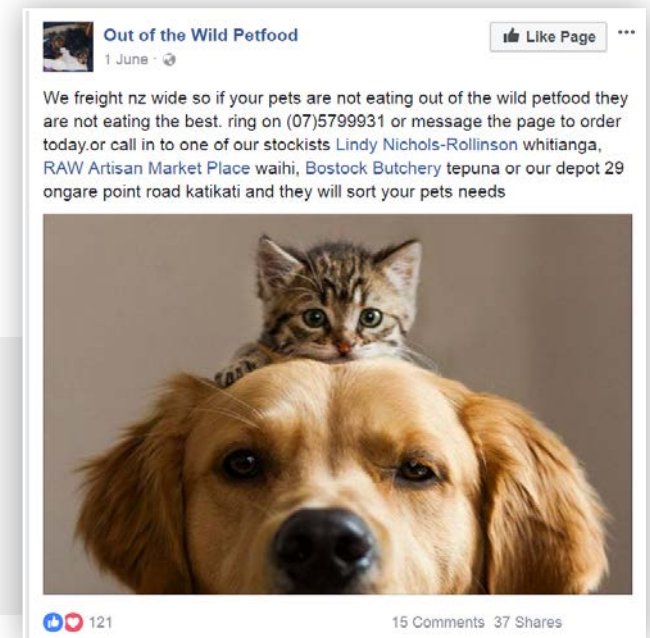 Out of the Wild Petfood
Like Page
1 June
We freight nz wide so if your pets are not eating out of the wild petfood they
are not eating the best. ring on (07)5799931 or message the page to order
today.or call in to one of our stockists Lindy Nichols-Rollinson whitianga,
RAW Artisan Market Place waihi, Bostock Butchery tepuna or our depot 29
ongare point road katikati and they will sort your pets needs
121
15 Comments 37 Shares